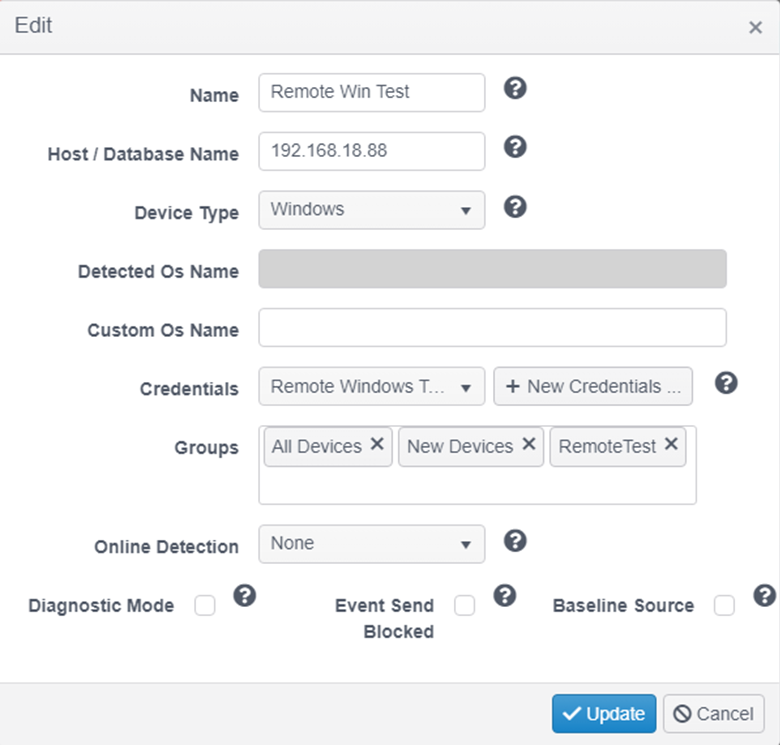 Edit
Name Remote Win Test
Host / Database Name 192.168.18.88
Device Type Windows
Detected Os Name
Custom Os Name
Credentials Remote Windows T... + New Credentials ...
Groups All Devices New Devices RemoteTest
Online Detection None
Diagnostic Mode Event Send Blocked Baseline Source
Update Cancel